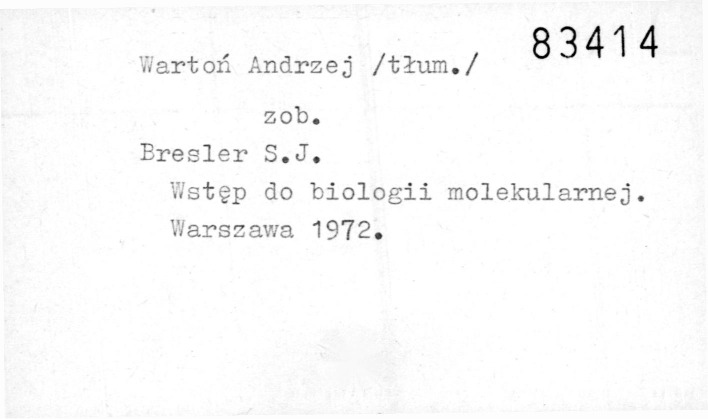 83414
Wartoń Andrzej /tłum./
zob.
Bresler S.J.
Wstęp do biologii molekularnej.
Warszawa 1972.